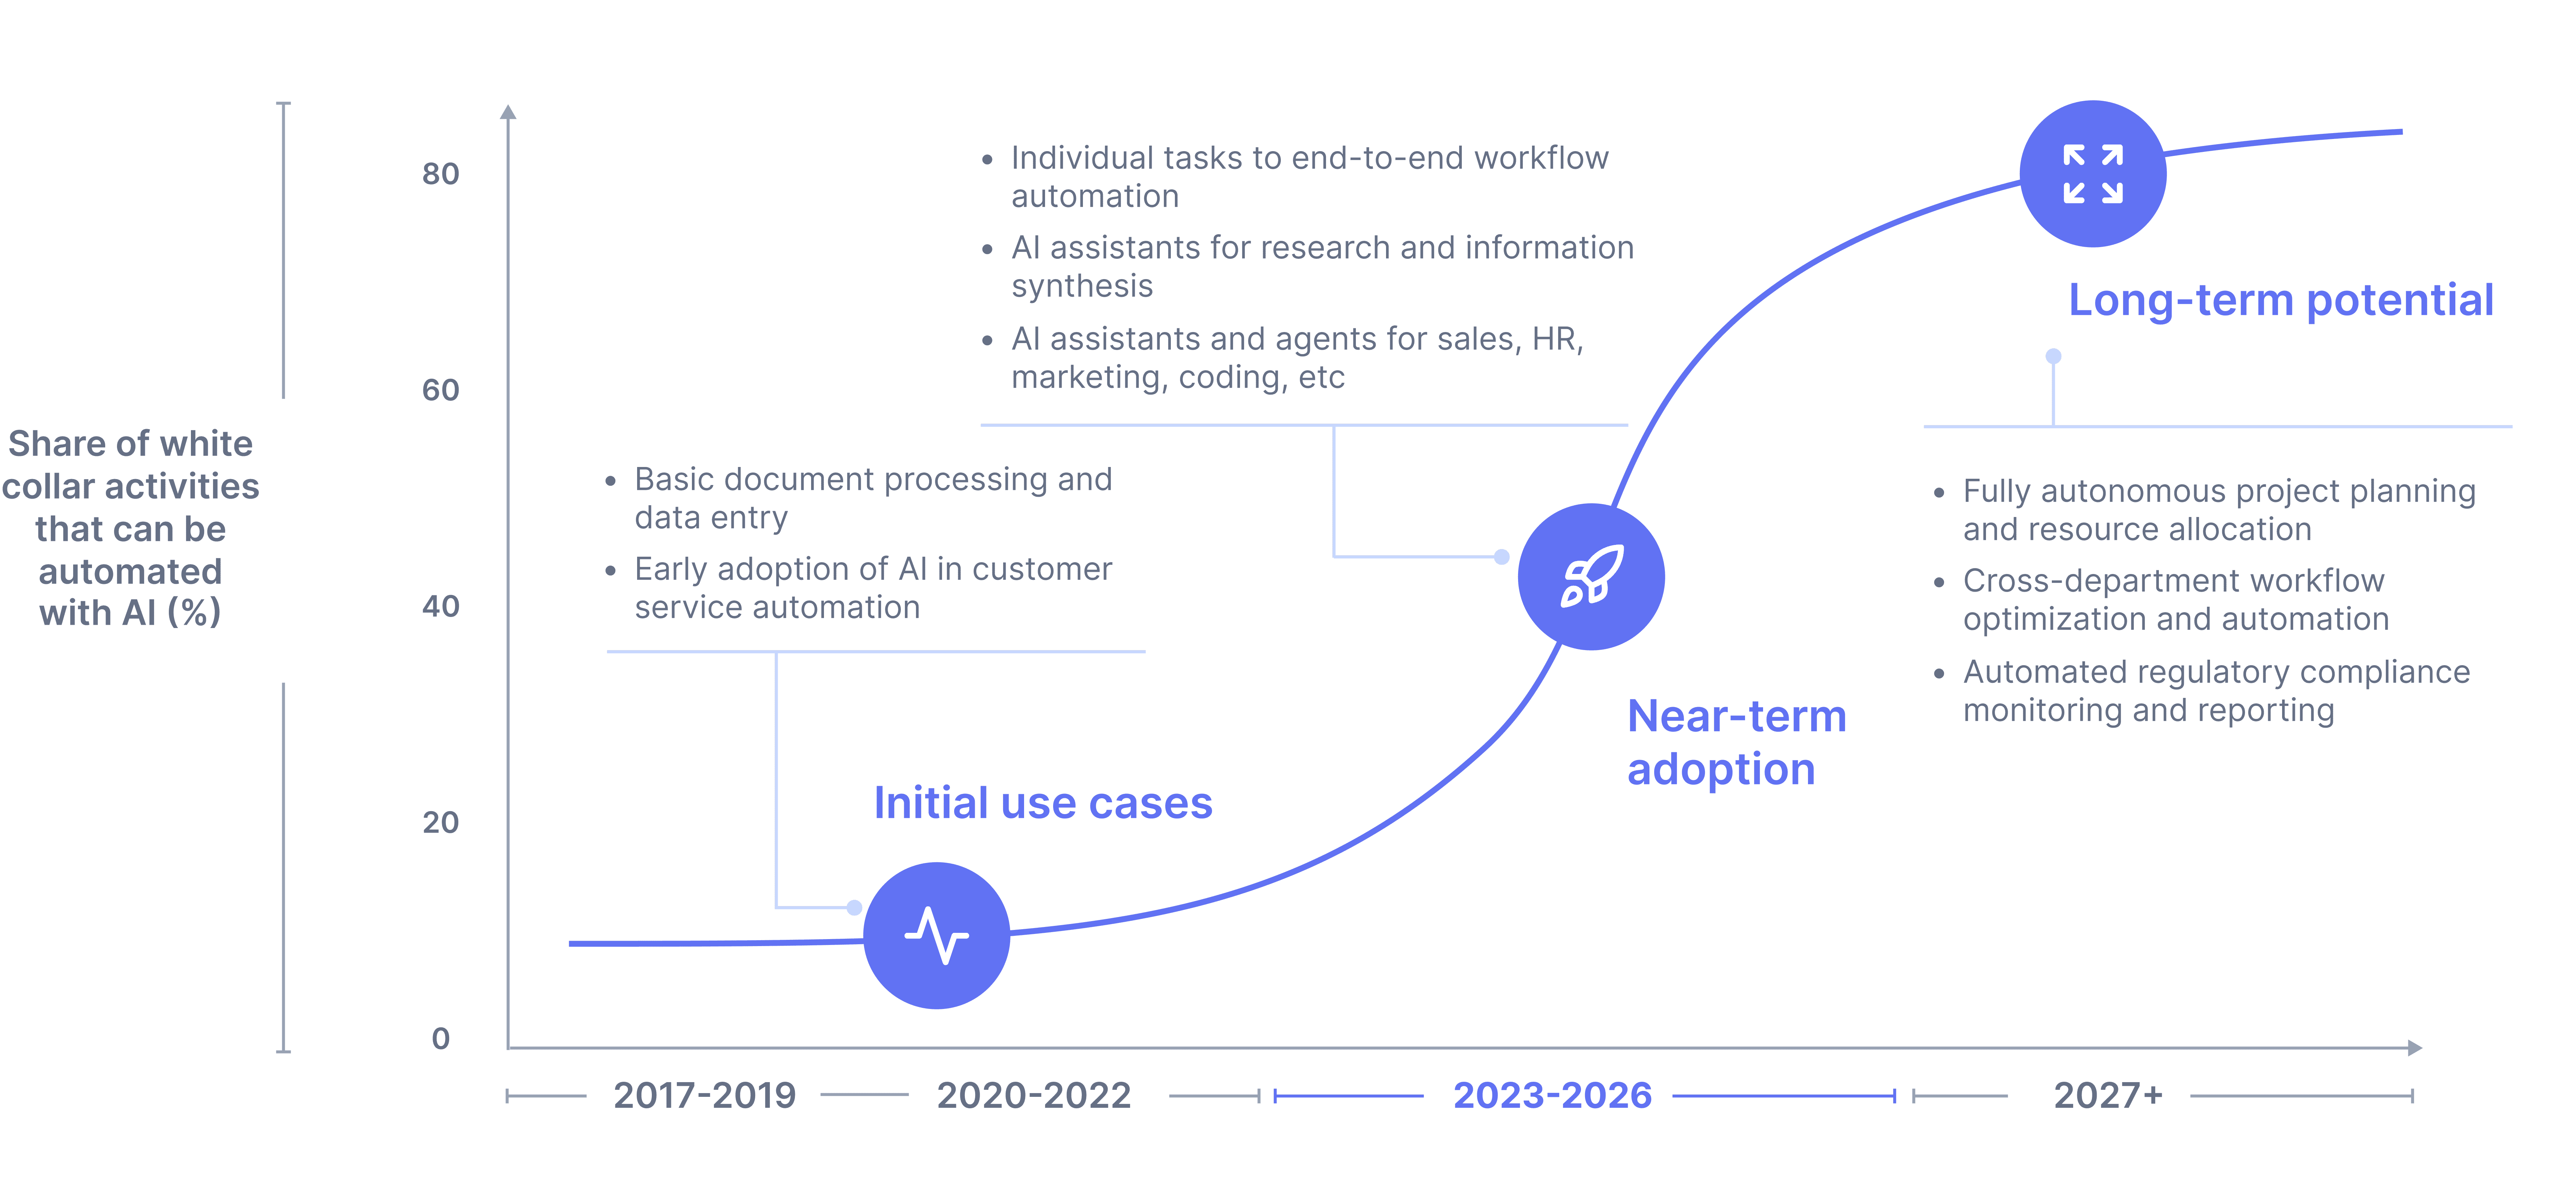 Share of white
collar activities
that can be
automated
with AI (%)
80
60
40
20
0
• Individual tasks to end-to-end workflow
automation
• AI assistants for research and information
synthesis
• AI assistants and agents for sales, HR,
marketing, coding, etc
• Basic document processing and
data entry
• Early adoption of AI in customer
service automation
Initial use cases
Near-term
adoption
Long-term potential
• Fully autonomous project planning
and resource allocation
• Cross-department workflow
optimization and automation
• Automated regulatory compliance
monitoring and reporting
2017-2019
2020-2022
2023-2026
2027+